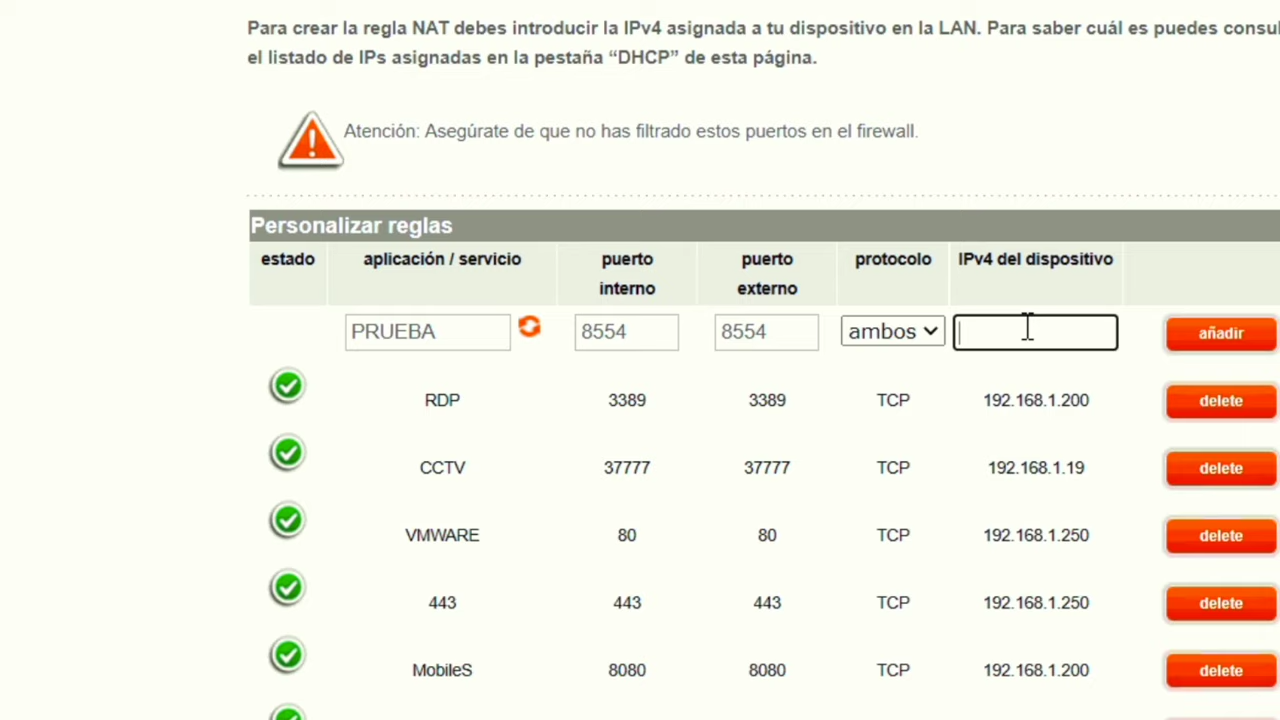 Para crear la regla NAT debes introducir la IPv4 asignada a tu dispositivo en la LAN. Para saber cuál es puedes
el listado de IPs asignadas en la pestaña “DHCP” de esta página.
Atención: Asegúrate de que no has filtrado estos puertos en el firewall.
Personalizar reglas
estado aplicación / servicio puerto interno puerto externo protocolo IPv4 del dispositivo
PRUEBA 8554 8554 ambos añadir
RDP 3389 3389 TCP 192.168.1.200 delete
CCTV 37777 37777 TCP 192.168.1.19 delete
VMWARE 80 80 TCP 192.168.1.250 delete
443 443 443 TCP 192.168.1.250 delete
MobileS 8080 8080 TCP 192.168.1.200 delete